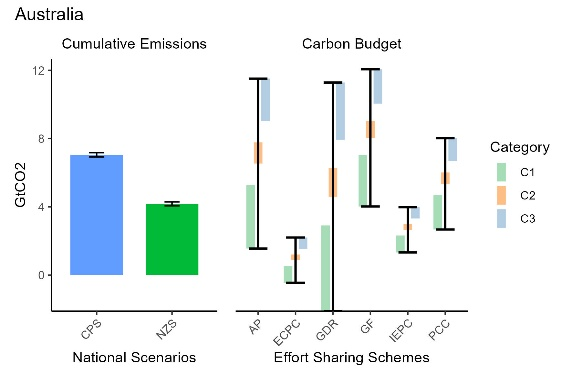 Australia
Cumulative Emissions
Carbon Budget
GtCO2
12
8
4
0
CPS
NZS
AP
ECPC
GDR
GF
IEPC
PCC
National Scenarios
Effort Sharing Schemes
Category
C1
C2
C3